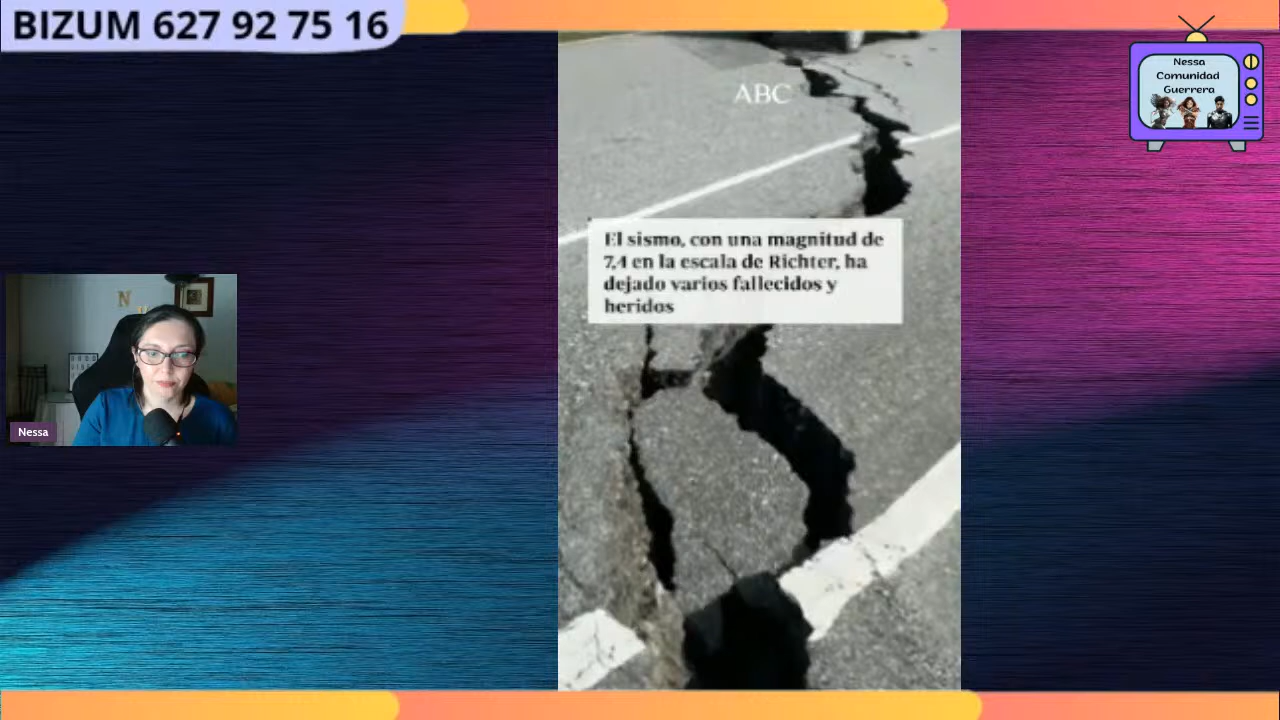 BIZUM 627 92 75 16
Nessa
Comunidad
Guerrera
ABC
El sismo, con una magnitud de
7,4 en la escala de Richter, ha
dejado varios fallecidos y
heridos
Nessa